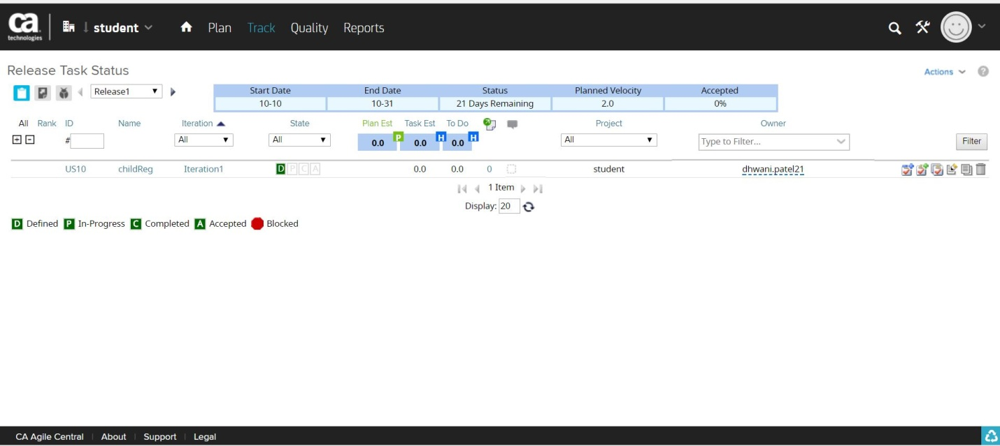 ca technologies student Plan Track Quality Reports
Release Task Status Actions ?
Release1
Start Date End Date Status Planned Velocity Accepted
10-10 10-31 21 Days Remaining 2.0 0%
All Rank ID Name Iteration State Plan Est Task Est To Do Project Owner
# All All 0.0 P 0.0 H 0.0 H All Type to Filter... Filter
US10 childReg Iteration1 D P C A 0.0 0.0 0 student dhwani.patel21
1 Item
Display: 20
D Defined P In-Progress C Completed A Accepted Blocked
CA Agile Central | About | Support | Legal